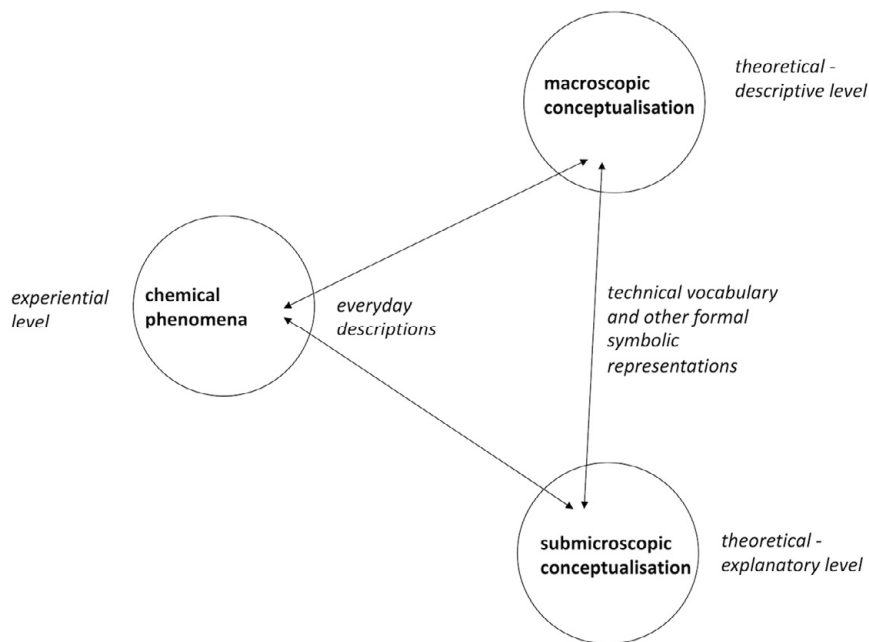 macroscopic
conceptualisation
theoretical -
descriptive level
experiential
level
chemical
phenomena
everyday
descriptions
technical vocabulary
and other formal
symbolic
representations
submicroscopic
conceptualisation
theoretical -
explanatory level